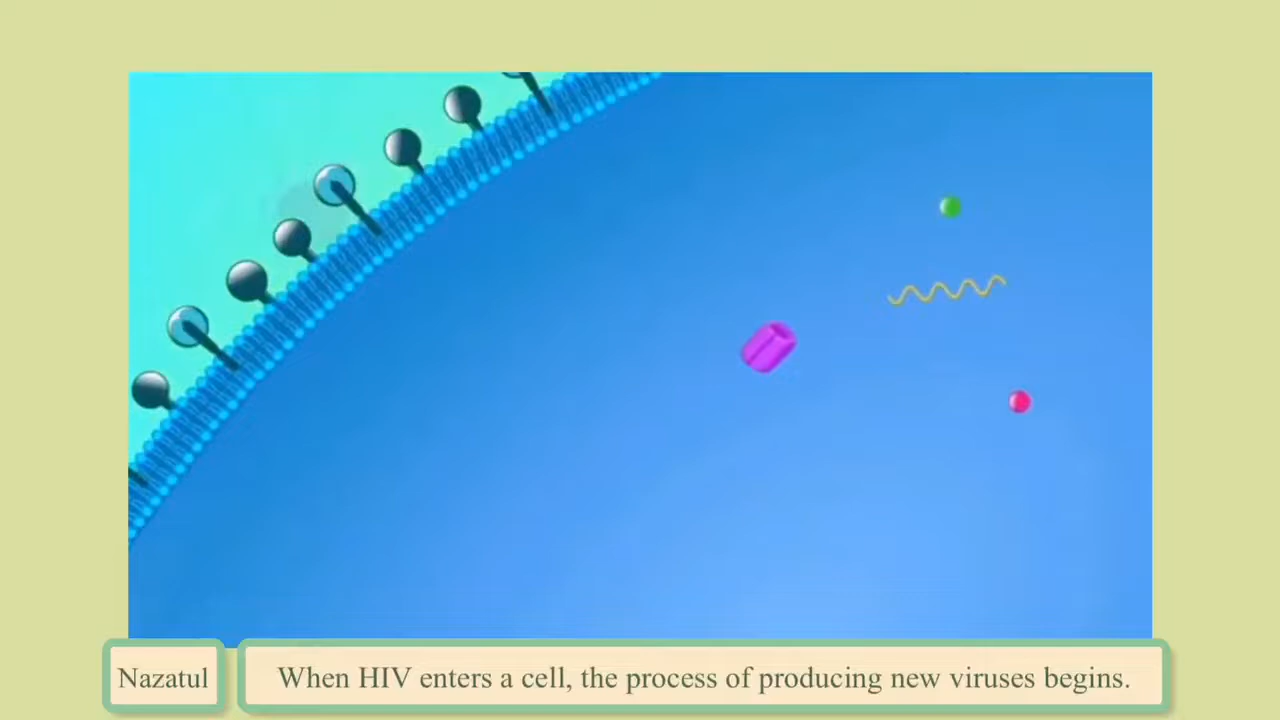 Nazatul
When HIV enters a cell, the process of producing new viruses begins.